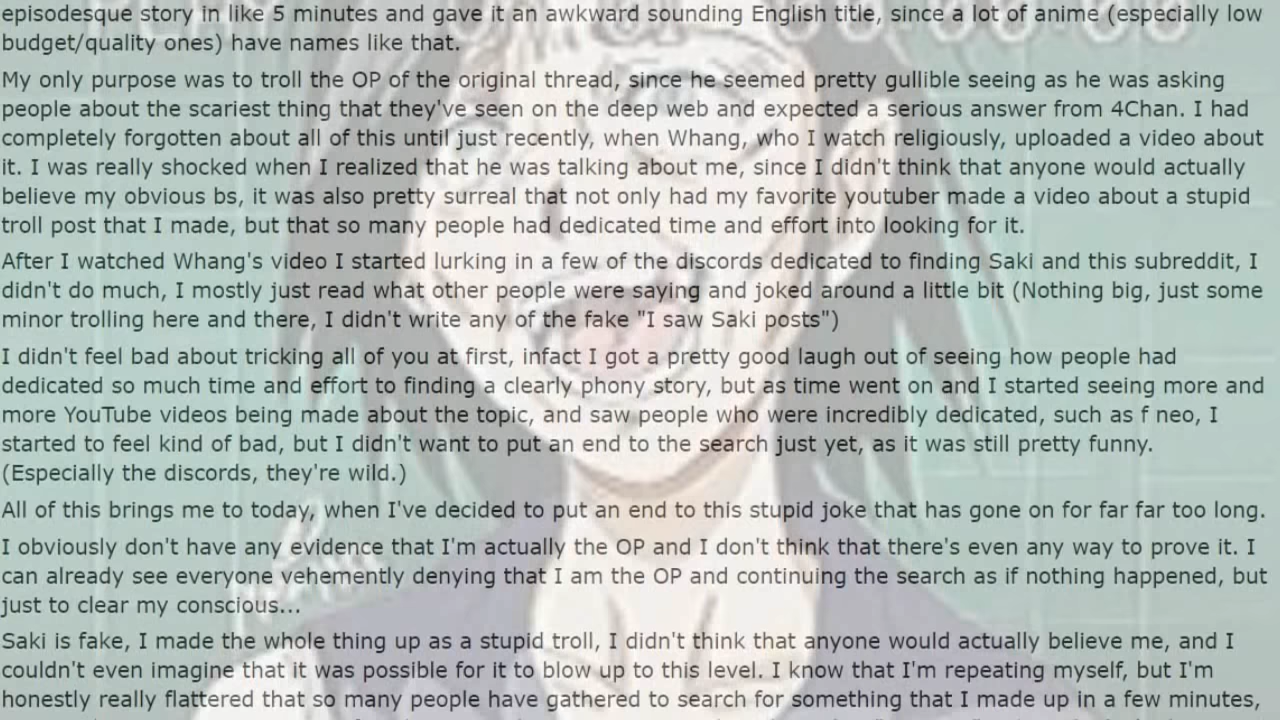 episodesque story in like 5 minutes and gave it an awkward sounding English title, since a lot of anime (especially low
budget/quality ones) have names like that.
My only purpose was to troll the OP of the original thread, since he seemed pretty gullible seeing as he was asking
people about the scariest thing that they've seen on the deep web and expected a serious answer from 4Chan. I had
completely forgotten about all of this until just recently, when Whang, who I watch religiously, uploaded a video about
it. I was really shocked when I realized that he was talking about me, since I didn't think that anyone would actually
believe my obvious bs, it was also pretty surreal that not only had my favorite youtuber made a video about a stupid
troll post that I made, but that so many people had dedicated time and effort into looking for it.
After I watched Whang's video I started lurking in a few of the discords dedicated to finding Saki and this subreddit, I
didn't do much, I mostly just read what other people were saying and joked around a little bit (Nothing big, just some
minor trolling here and there, I didn't write any of the fake "I saw Saki posts")
I didn't feel bad about tricking all of you at first, infact I got a pretty good laugh out of seeing how people had
dedicated so much time and effort to finding a clearly phony story, but as time went on and I started seeing more and
more YouTube videos being made about the topic, and saw people who were incredibly dedicated, such as f neo, I
started to feel kind of bad, but I didn't want to put an end to the search just yet, as it was still pretty funny.
(Especially the discords, they're wild.)
All of this brings me to today, when I've decided to put an end to this stupid joke that has gone on for far far too long.
I obviously don't have any evidence that I'm actually the OP and I don't think that there's even any way to prove it. I
can already see everyone vehemently denying that I am the OP and continuing the search as if nothing happened, but
just to clear my conscious...
Saki is fake, I made the whole thing up as a stupid troll, I didn't think that anyone would actually believe me, and I
couldn't even imagine that it was possible for it to blow up to this level. I know that I'm repeating myself, but I'm
honestly really flattered that so many people have gathered to search for something that I made up in a few minutes,